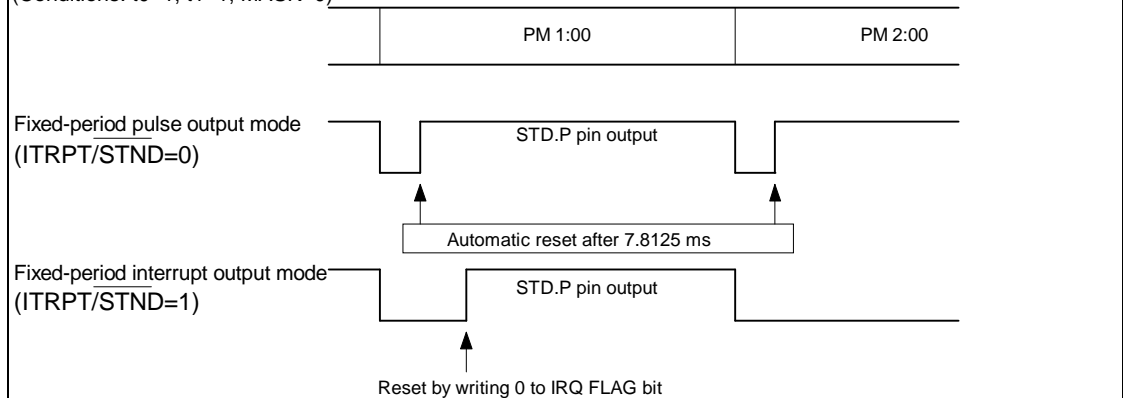 PM 1:00 PM 2:00
Fixed-period pulse output mode
(ITRPT/STND=0)
STD.P pin output
Automatic reset after 7.8125 ms
Fixed-period interrupt output mode
(ITRPT/STND=1)
STD.P pin output
Reset by writing 0 to IRQ FLAG bit